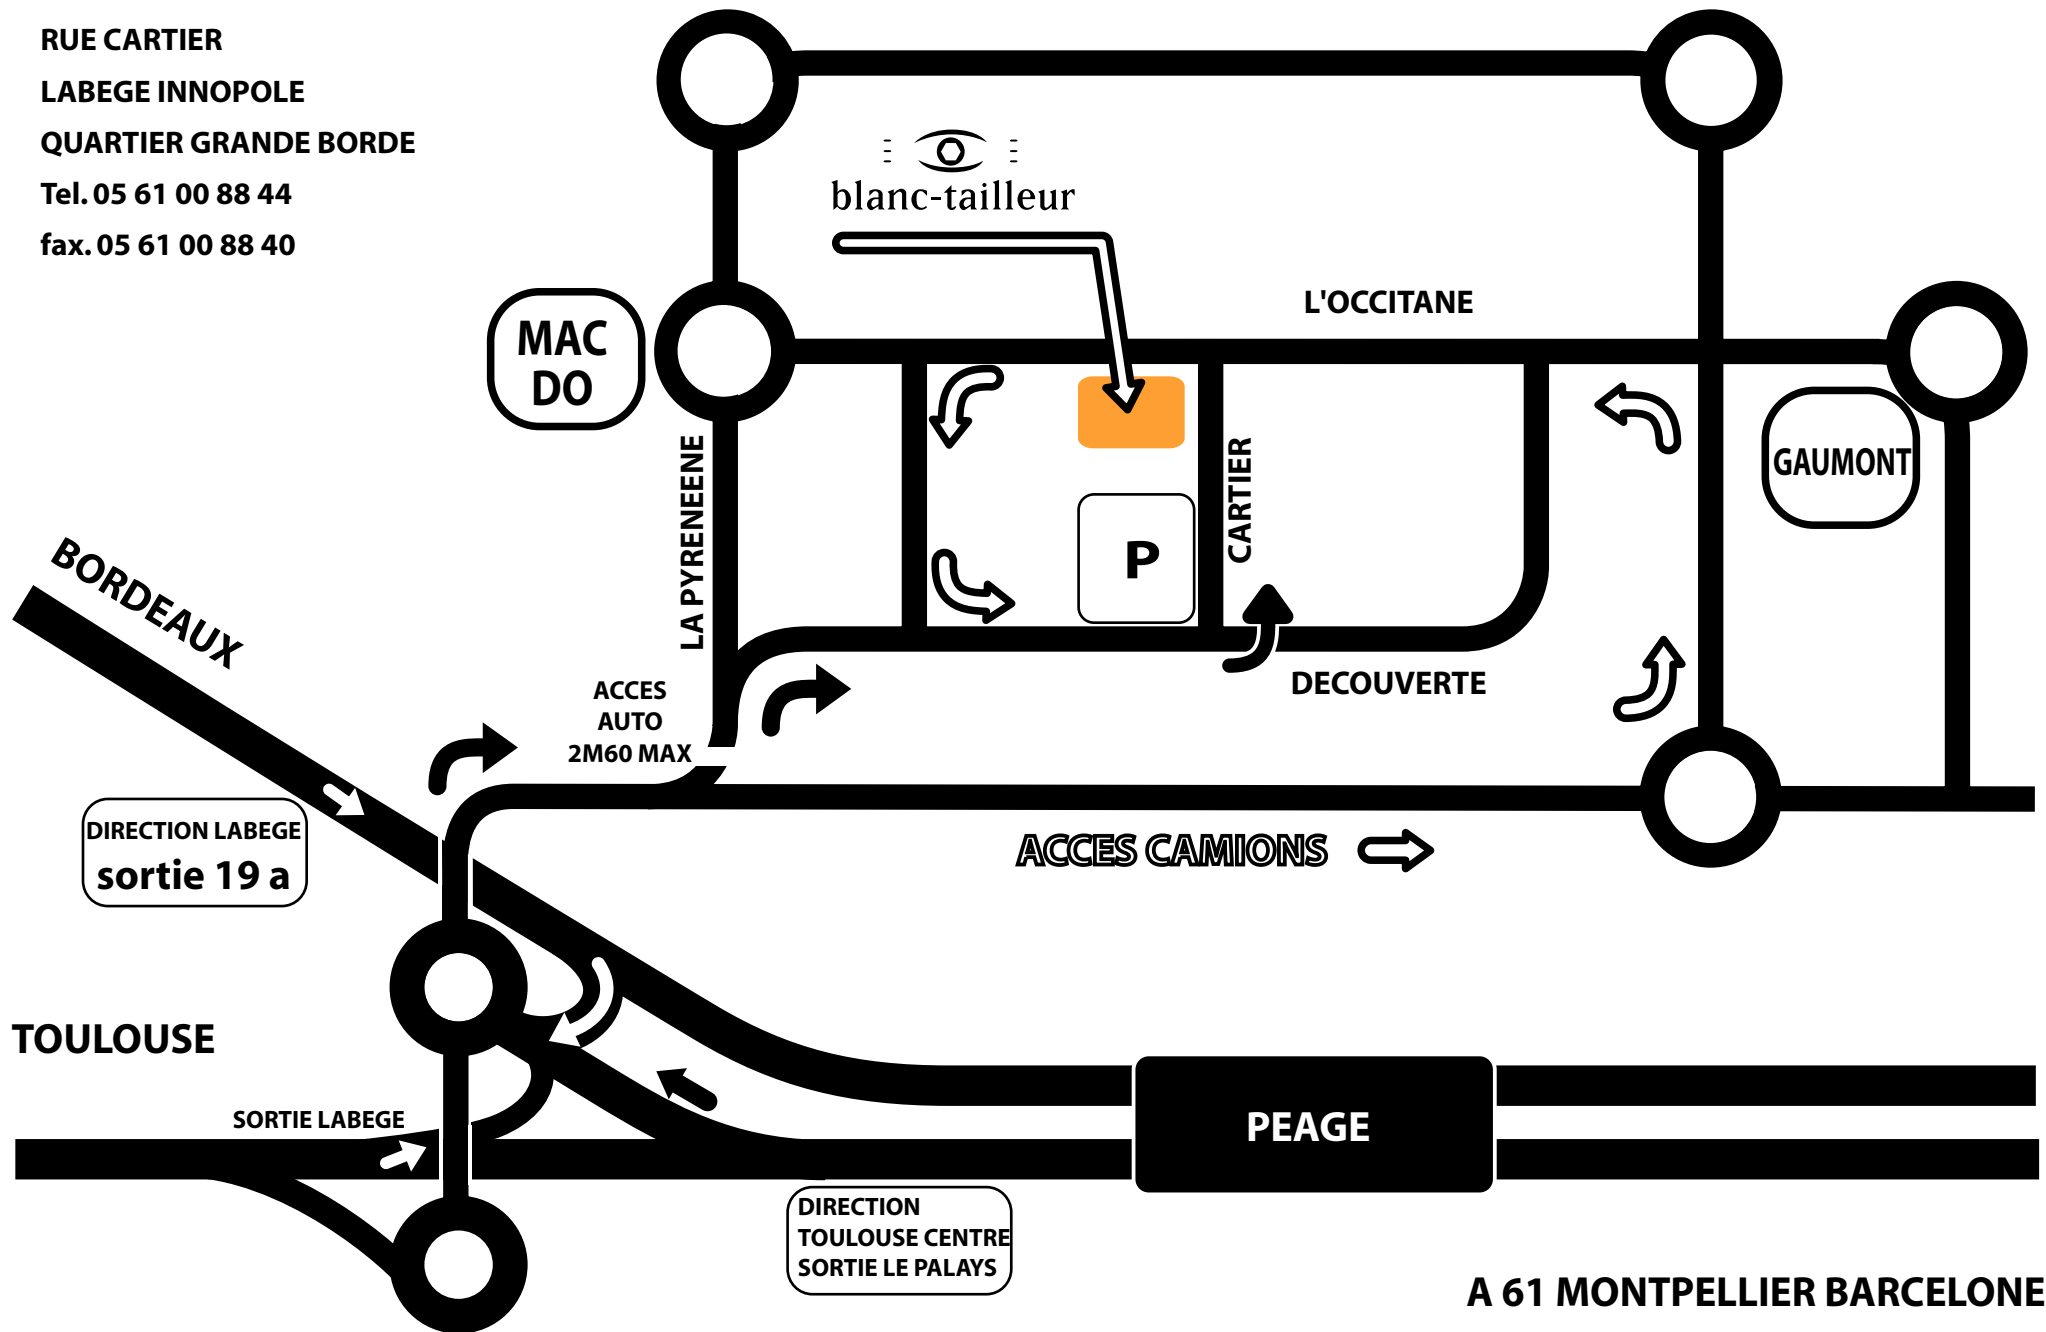 RUE CARTIER
LABEGE INNOPOLE
QUARTIER GRANDE BORDE
Tel. 05 61 00 88 44
fax. 05 61 00 88 40
blanc-tailleur
L'OCCITANE
MAC
DO
GAUMONT
LA PYRENEENE
CARTIER
P
BORDEAUX
DECOUVERTE
ACCES
AUTO
2M60 MAX
DIRECTION LABEGE
sortie 19 a
ACCES CAMIONS
TOULOUSE
SORTIE LABEGE
PEAGE
DIRECTION
TOULOUSE CENTRE
SORTIE LE PALAYS
A 61 MONTPELLIER BARCELONE